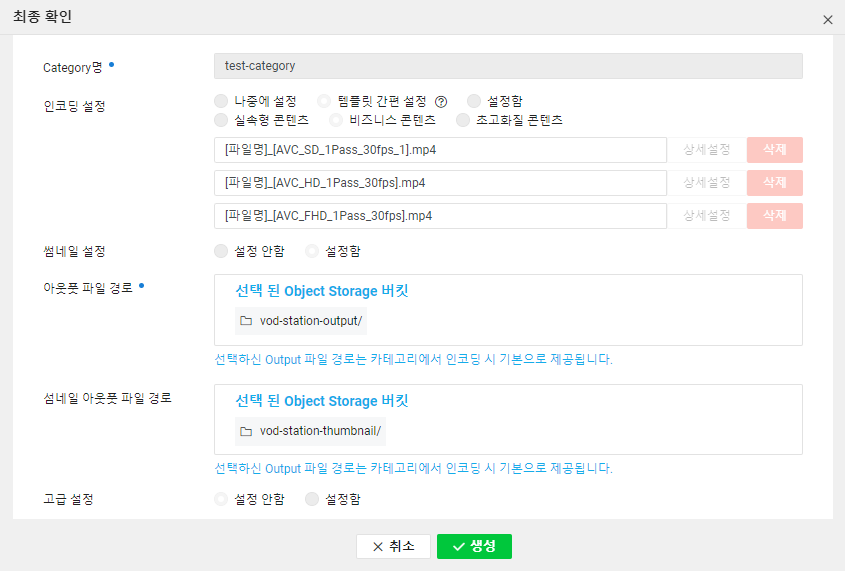 최종 확인
Category명
test-category
인코딩 설정
나중에 설정 템플릿 간편 설정 ? 설정함
실속형 콘텐츠 비즈니스 콘텐츠 초고화질 콘텐츠
[파일명]_[AVC_SD_1Pass_30fps_1].mp4 상세설정 삭제
[파일명]_[AVC_HD_1Pass_30fps].mp4 상세설정 삭제
[파일명]_[AVC_FHD_1Pass_30fps].mp4 상세설정 삭제
썸네일 설정
설정 안함 설정함
아웃풋 파일 경로
선택 된 Object Storage 버킷
vod-station-output/
선택하신 Output 파일 경로는 카테고리에서 인코딩 시 기본으로 제공됩니다.
섬네일 아웃풋 파일 경로
선택 된 Object Storage 버킷
vod-station-thumbnail/
선택하신 Output 파일 경로는 카테고리에서 인코딩 시 기본으로 제공됩니다.
고급 설정
설정 안함 설정함
취소 생성